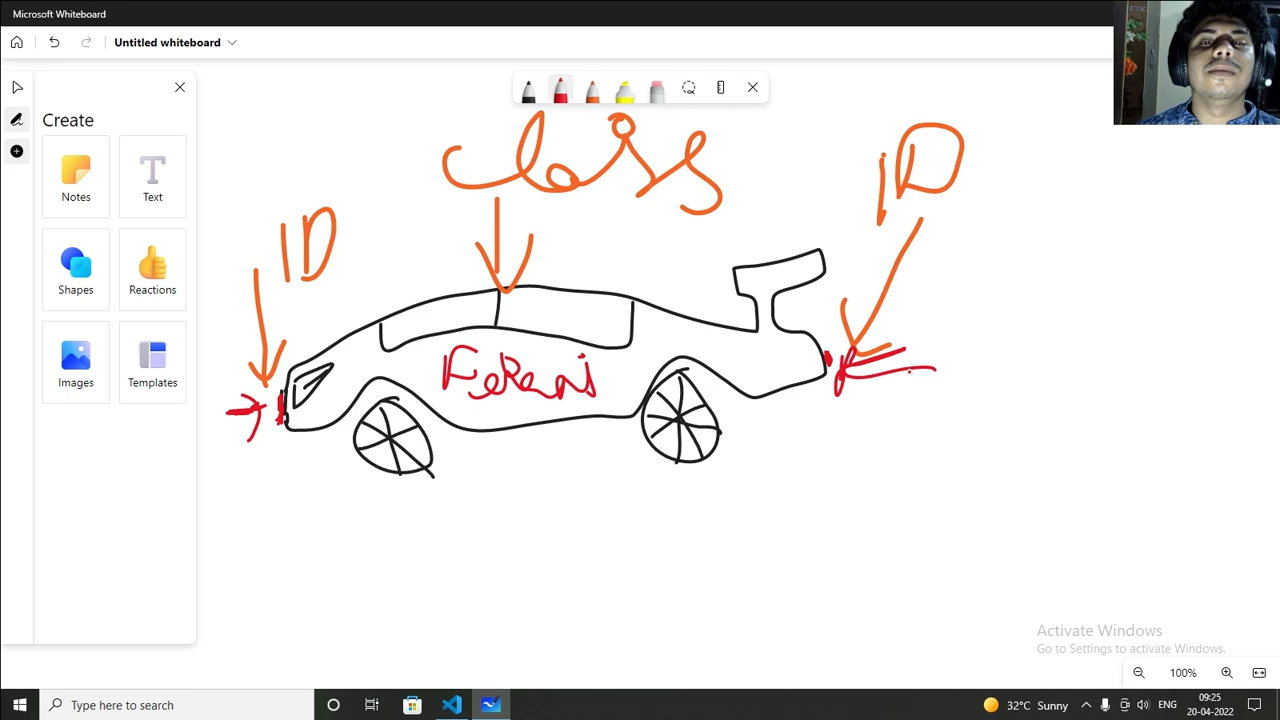 Microsoft Whiteboard
Untitled whiteboard
Create
Notes
Text
Shapes
Reactions
Images
Templates
Class
ID
ID
Activate Windows
Go to Settings to activate Windows.
100%
Type here to search
32°C Sunny
ENG
09:25
20-04-2022